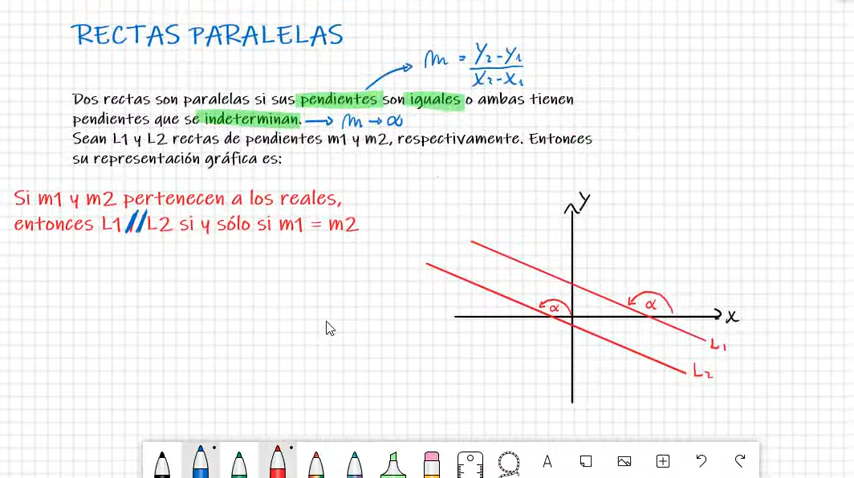 RECTAS PARALELAS
m = y₂-y₁ / x₂-x₁
Dos rectas son paralelas si sus pendientes son iguales o ambas tienen
pendientes que se indeterminan. → m → ∞
Sean L1 y L2 rectas de pendientes m1 y m2, respectivamente. Entonces
su representación gráfica es:
Si m1 y m2 pertenecen a los reales,
entonces L1//L2 si y sólo si m1 = m2
y
α
α
x
L₁
L₂
A